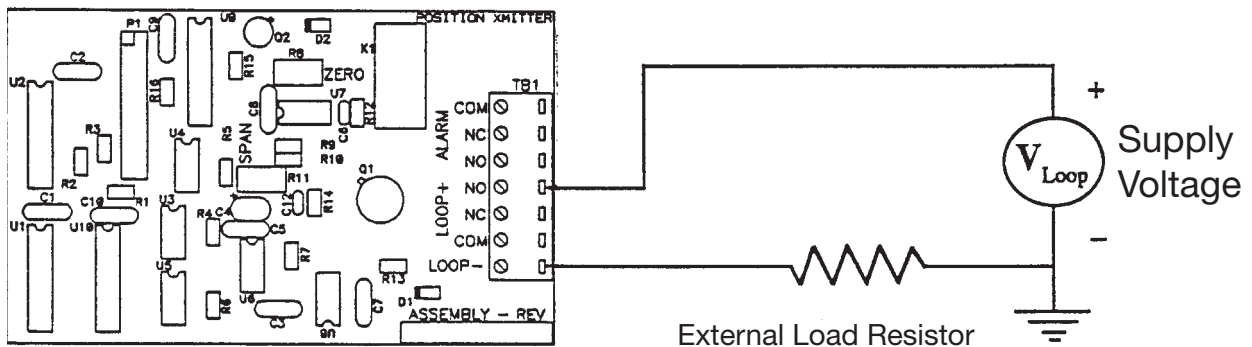 POSITION XMITTER
P1
C9
U9
Q2
D2
K1
C2
R15
R8
ZERO
U2
R16
TB1
C8
U7
COM
R12
C6
NC
ALARM
R3
U4
R5
SPAN
R9
NO
R10
R2
R11
Q1
NO
LOOP+
C1
C10
R1
U3
R4
C4
C12
R14
NC
U1
U10
C5
COM
U5
R7
LOOP-
R13
U6
R6
D1
C3
U8
C7
ASSEMBLY - REV
+
V Loop
Supply
Voltage
-
External Load Resistor